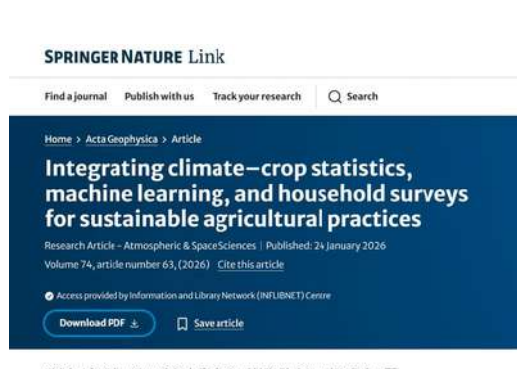 SPRINGER NATURE Link
Find a journal Publish with us Track your research Search
Home > Acta Geophysica > Article
Integrating climate–crop statistics,
machine learning, and household surveys
for sustainable agricultural practices
Research Article - Atmospheric & Space Sciences | Published: 24 January 2026
Volume 74, article number 63, (2026) Cite this article
Access provided by Information and Library Network (INFLIBNET) Centre
Download PDF Save article